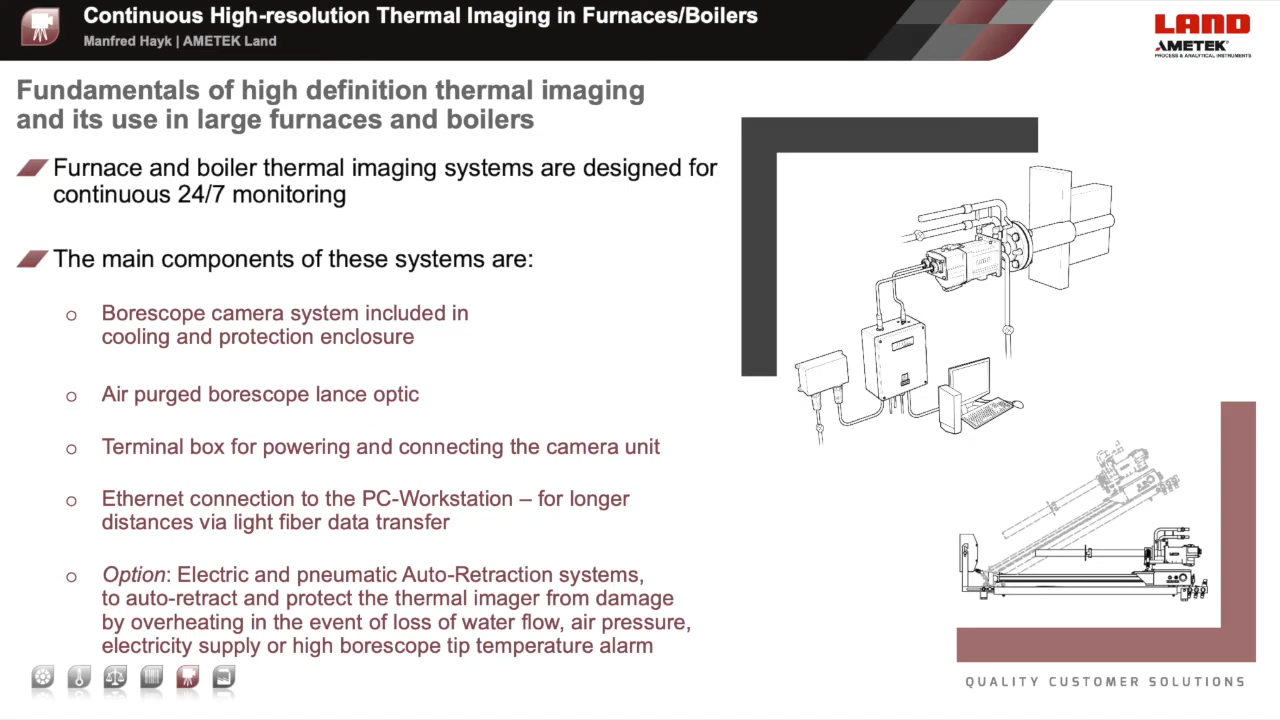 Continuous High-resolution Thermal Imaging in Furnaces/Boilers
Manfred Hayk | AMETEK Land
LAND
AMETEK®
PROCESS & ANALYTICAL INSTRUMENTS
Fundamentals of high definition thermal imaging
and its use in large furnaces and boilers
Furnace and boiler thermal imaging systems are designed for
continuous 24/7 monitoring
The main components of these systems are:
o Borescope camera system included in
cooling and protection enclosure
o Air purged borescope lance optic
o Terminal box for powering and connecting the camera unit
o Ethernet connection to the PC-Workstation – for longer
distances via light fiber data transfer
o Option: Electric and pneumatic Auto-Retraction systems,
to auto-retract and protect the thermal imager from damage
by overheating in the event of loss of water flow, air pressure,
electricity supply or high borescope tip temperature alarm
QUALITY CUSTOMER SOLUTIONS